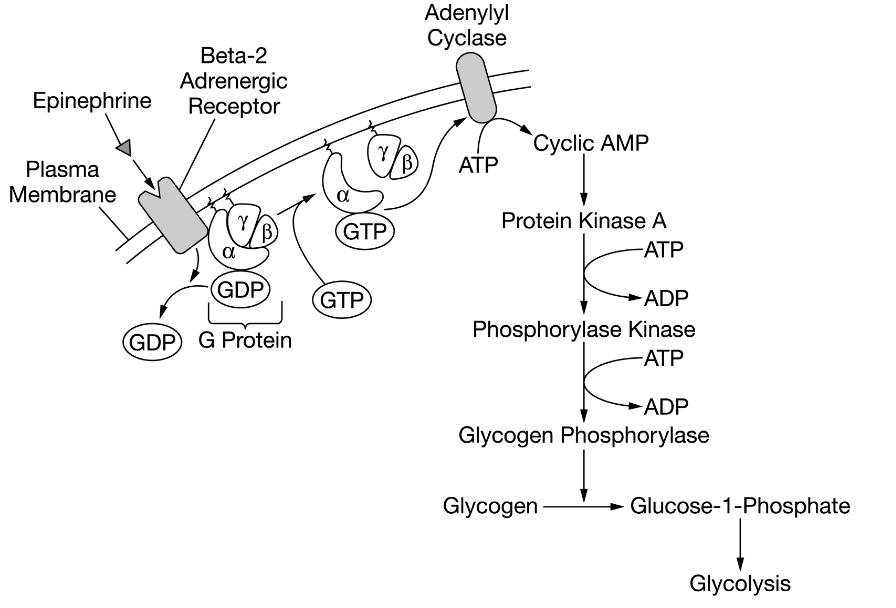 Adenylyl
Cyclase
Beta-2
Adrenergic
Receptor
Epinephrine
Plasma
Membrane
γ
β
α
GTP
ATP
Cyclic AMP
γ
β
α
GDP
GTP
GDP
G Protein
Protein Kinase A
ATP
ADP
Phosphorylase Kinase
ATP
ADP
Glycogen Phosphorylase
Glycogen
Glucose-1-Phosphate
Glycolysis